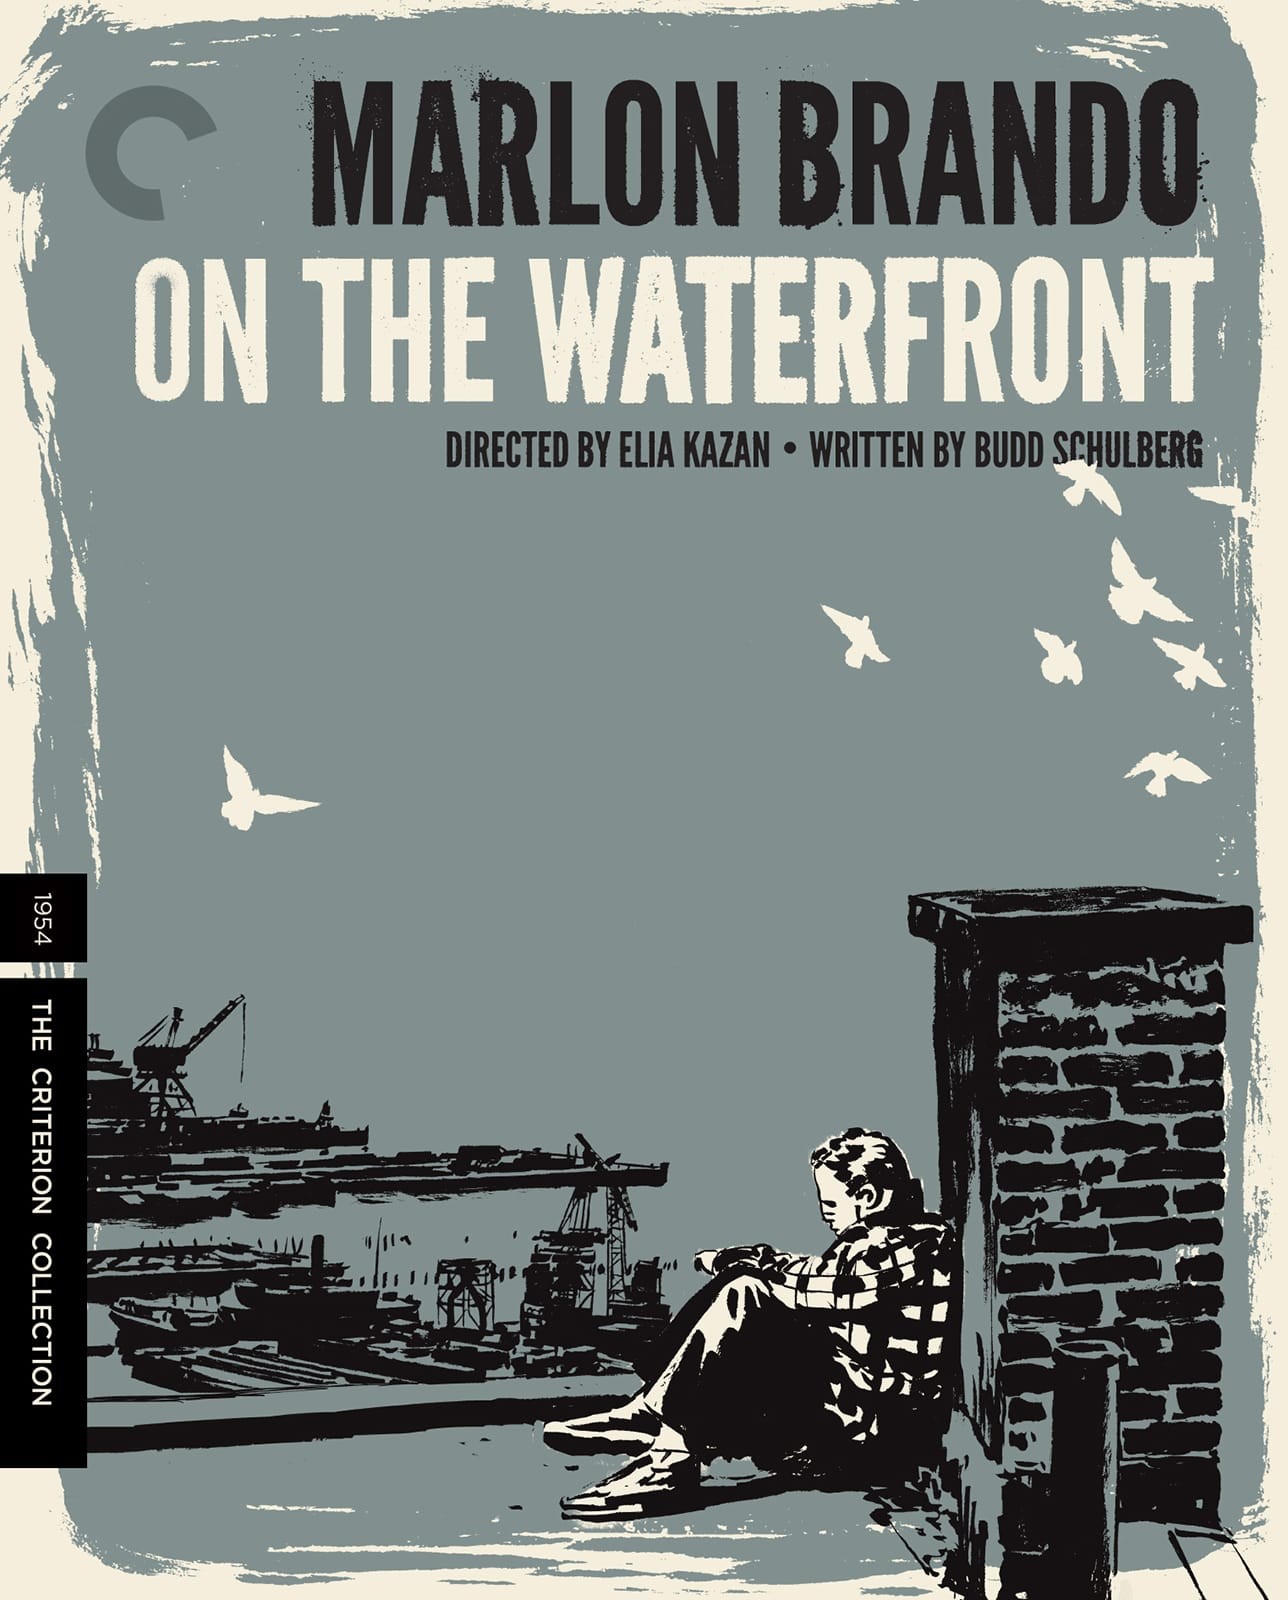 MARLON BRANDO
ON THE WATERFRONT
DIRECTED BY ELIA KAZAN • WRITTEN BY BUDD SCHULBERG
1954
THE CRITERION COLLECTION